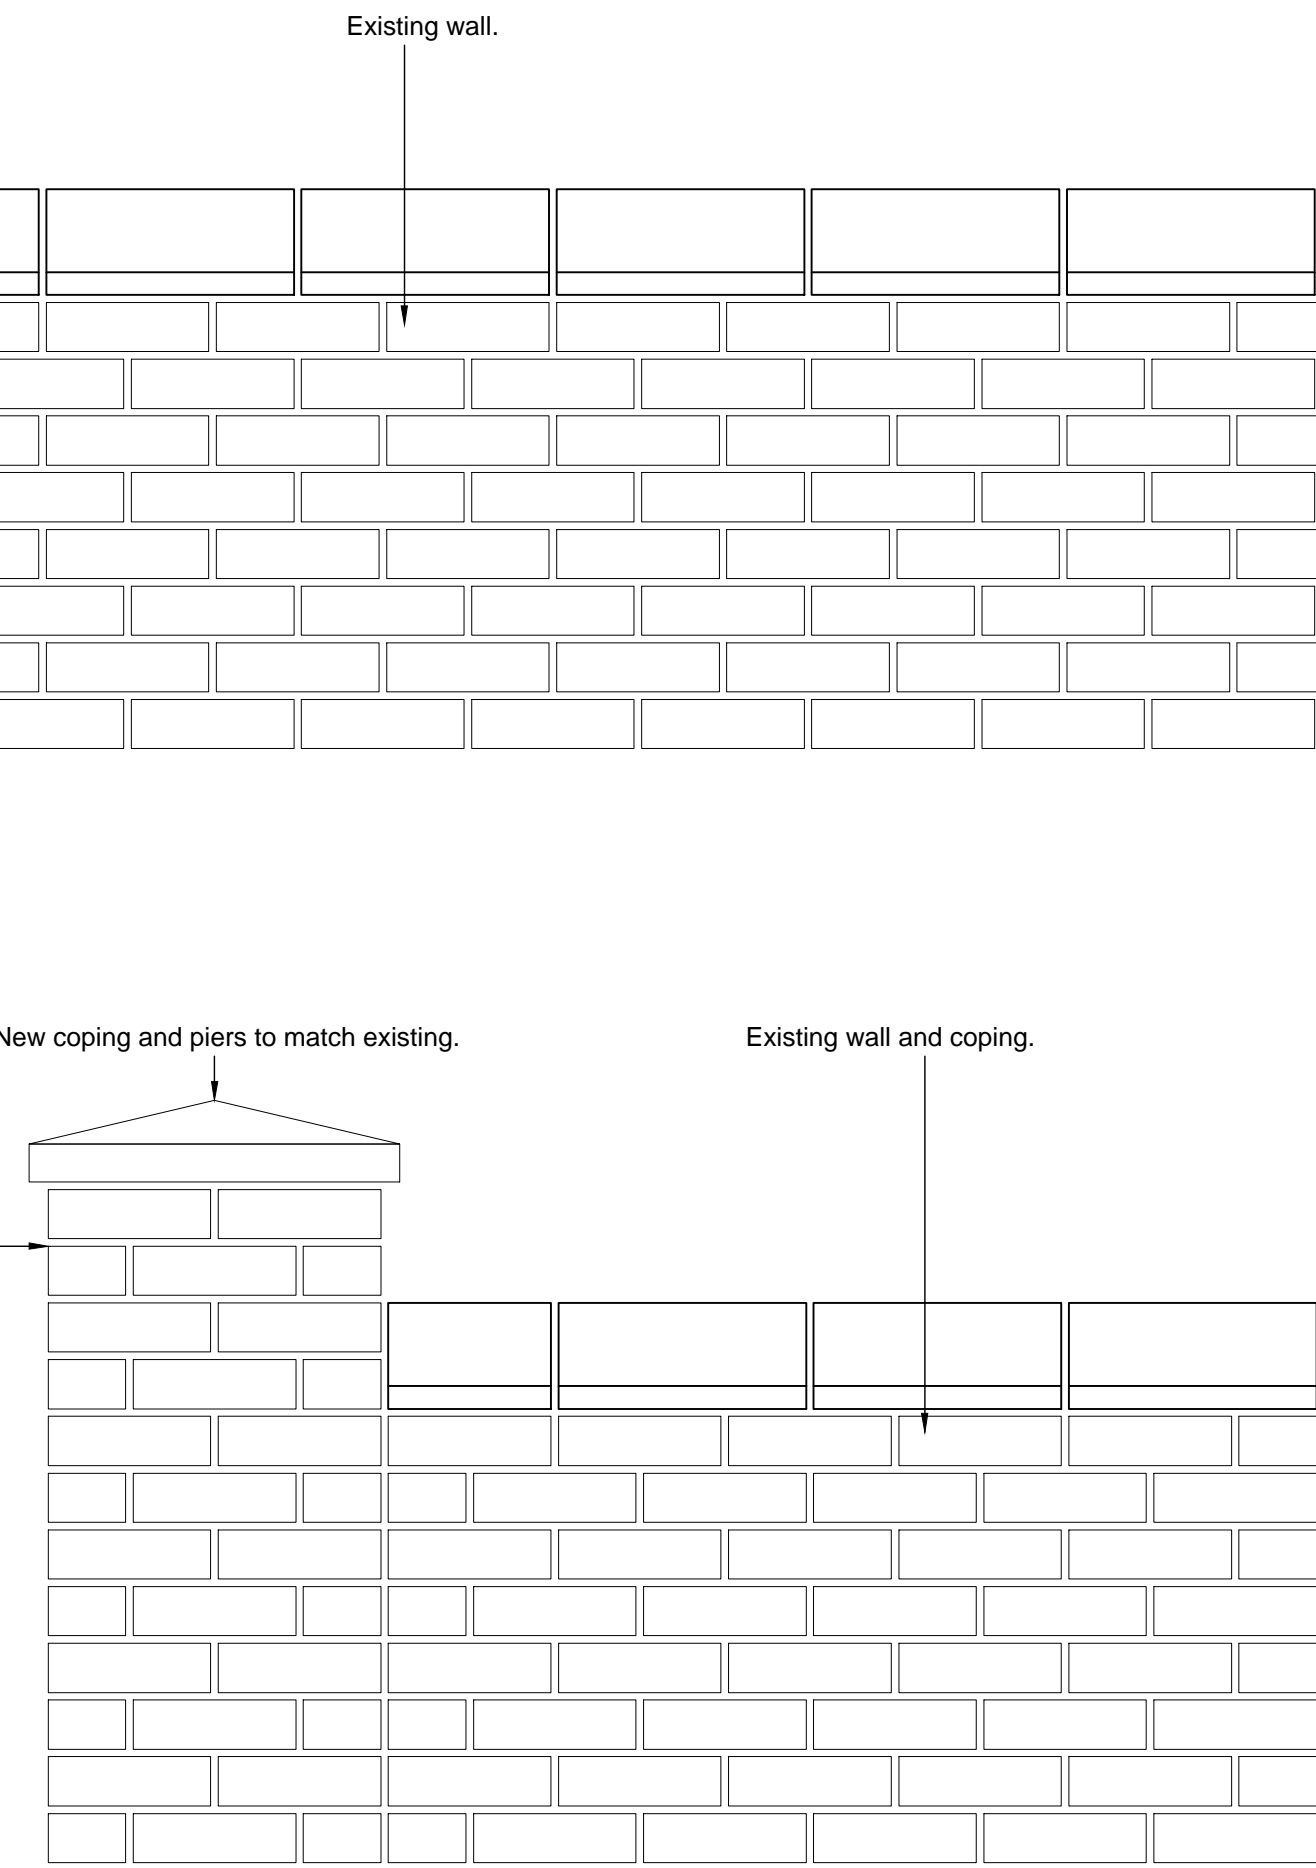 Existing wall.
New coping and piers to match existing.
Existing wall and coping.